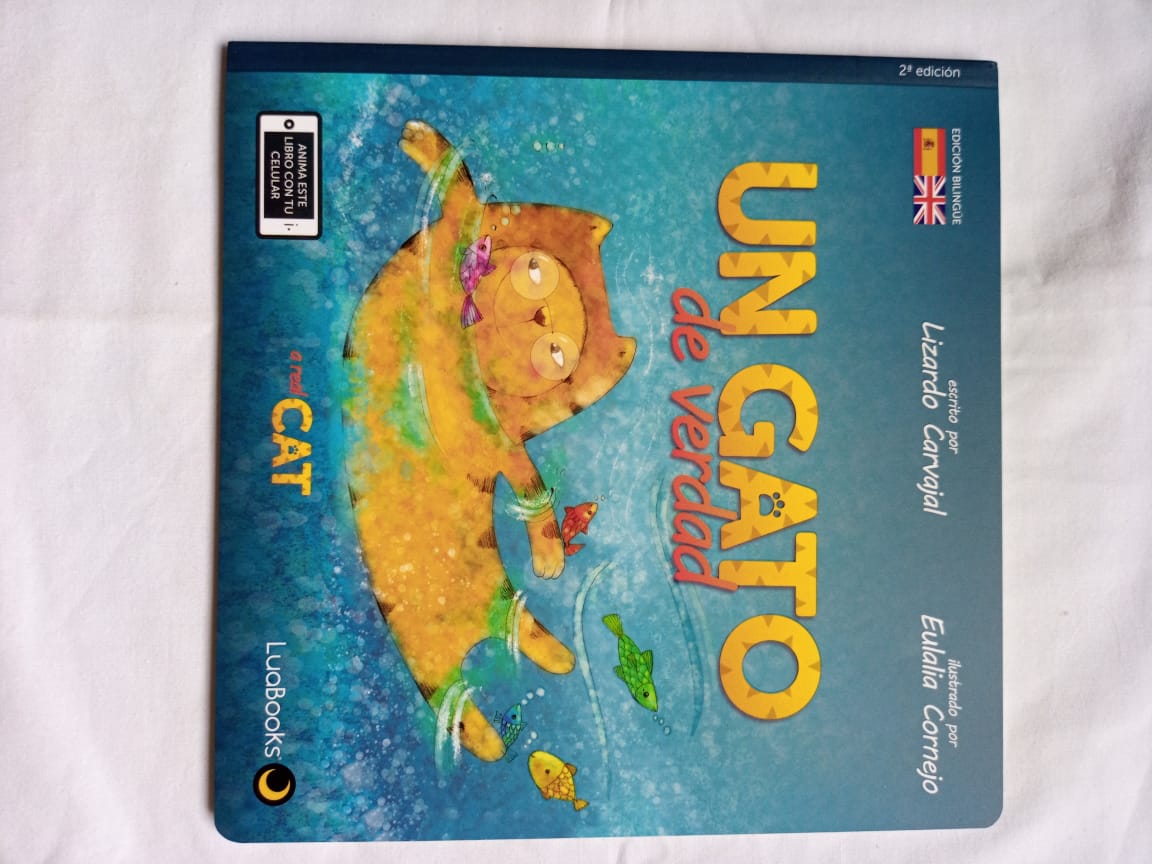 2ª edición
EDICIÓN BILINGÜE
escrito por
Lizardo Carvajal
ilustrado por
Eulalia Cornejo
UN GATO
de verdad
ANIMA ESTE
LIBRO CON TU
CELULAR
a red
CAT
LuaBooks